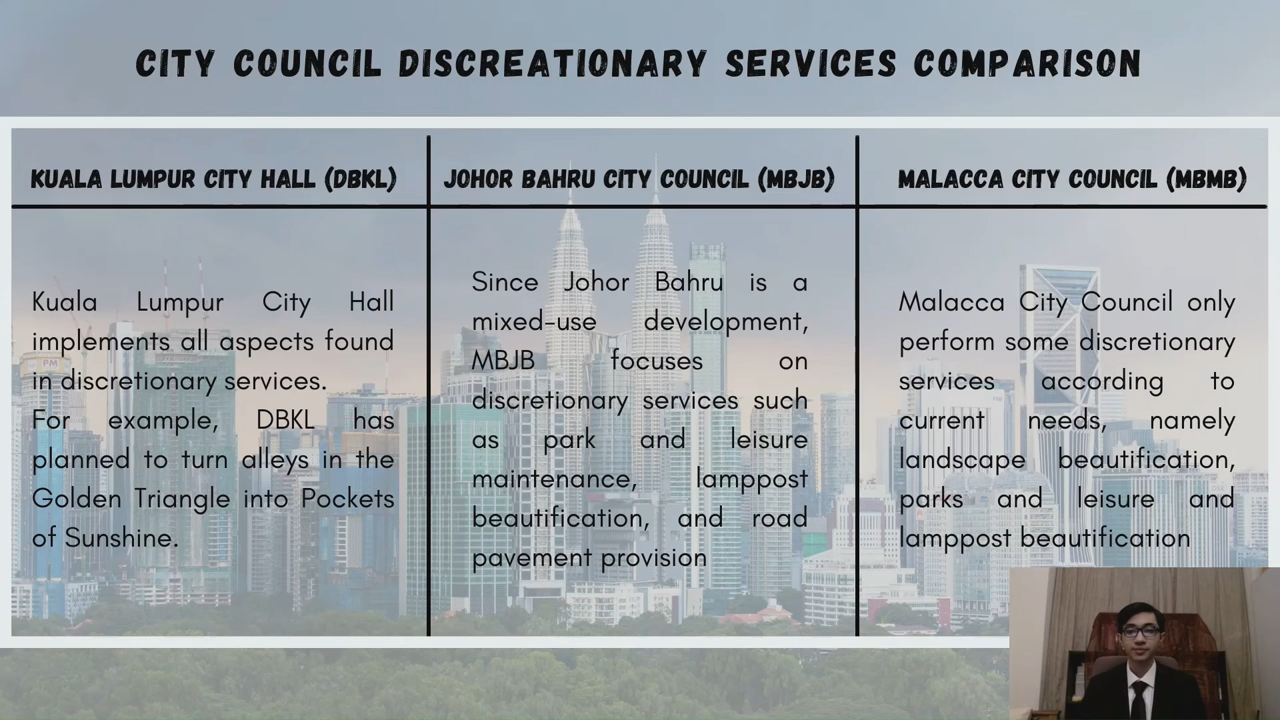 CITY COUNCIL DISCREATIONARY SERVICES COMPARISON
KUALA LUMPUR CITY HALL (DBKL)
Kuala Lumpur City Hall
implements all aspects found
in discretionary services.
For example, DBKL has
planned to turn alleys in the
Golden Triangle into Pockets
of Sunshine.
JOHOR BAHRU CITY COUNCIL (MBJB)
Since Johor Bahru is a
mixed-use development,
MBJB focuses on
discretionary services such
as park and leisure
maintenance, lamppost
beautification, and road
pavement provision
MALACCA CITY COUNCIL (MBMB)
Malacca City Council only
perform some discretionary
services according to
current needs, namely
landscape beautification,
parks and leisure and
lamppost beautification
PM